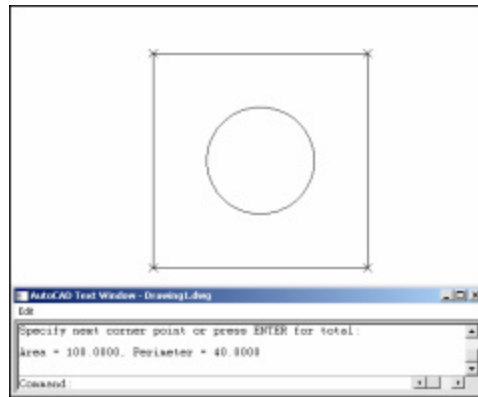 AutoCAD Text Window - Drawing1.dwg
Edit
Specify next corner point or press ENTER for total:
Area = 100.0000, Perimeter = 40.0000
Command: